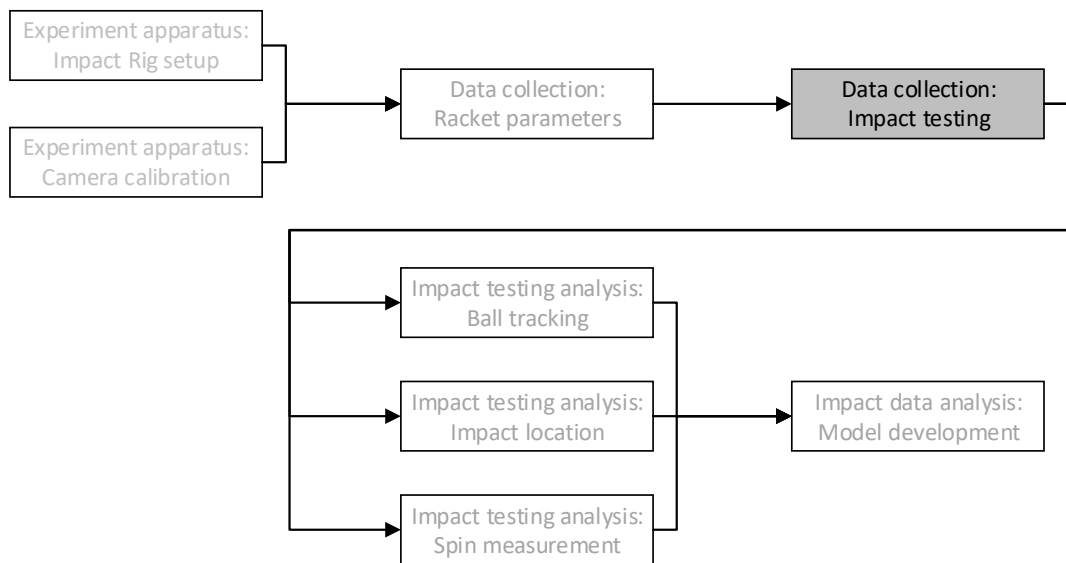 Experiment apparatus:
Impact Rig setup
Experiment apparatus:
Camera calibration
Data collection:
Racket parameters
Data collection:
Impact testing
Impact testing analysis:
Ball tracking
Impact testing analysis:
Impact location
Impact testing analysis:
Spin measurement
Impact data analysis:
Model development